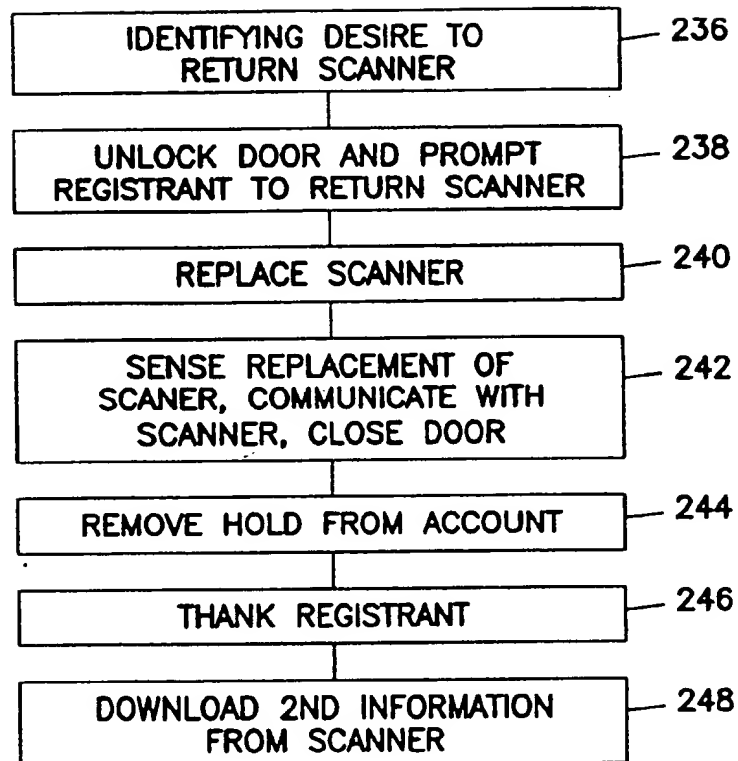 IDENTIFYING DESIRE TO
RETURN SCANNER
236
UNLOCK DOOR AND PROMPT
REGISTRANT TO RETURN SCANNER
238
REPLACE SCANNER
240
SENSE REPLACEMENT OF
SCANER, COMMUNICATE WITH
SCANNER, CLOSE DOOR
242
REMOVE HOLD FROM ACCOUNT
244
THANK REGISTRANT
246
DOWNLOAD 2ND INFORMATION
FROM SCANNER
248